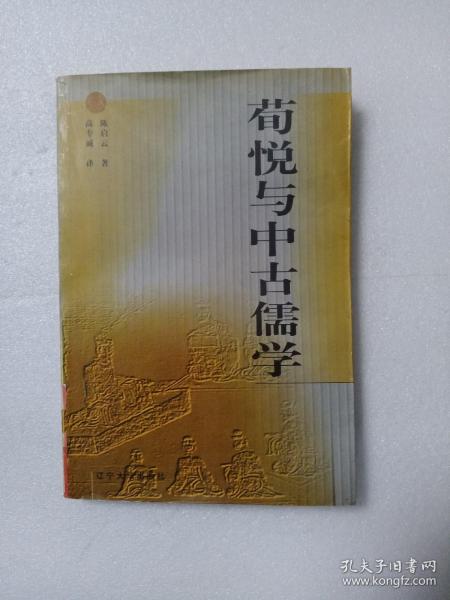 荀悦与中古儒学
陈启云 著
高专诚 译
辽宁大学出版社
孔夫子旧书网
www.kongfz.com